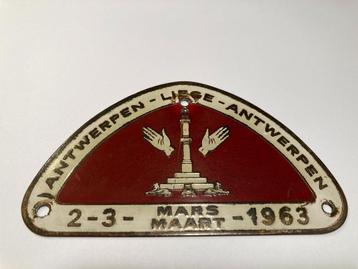 ANTWERPEN - LIEGE - ANTWERPEN
2-3- MARS -1963
MAART